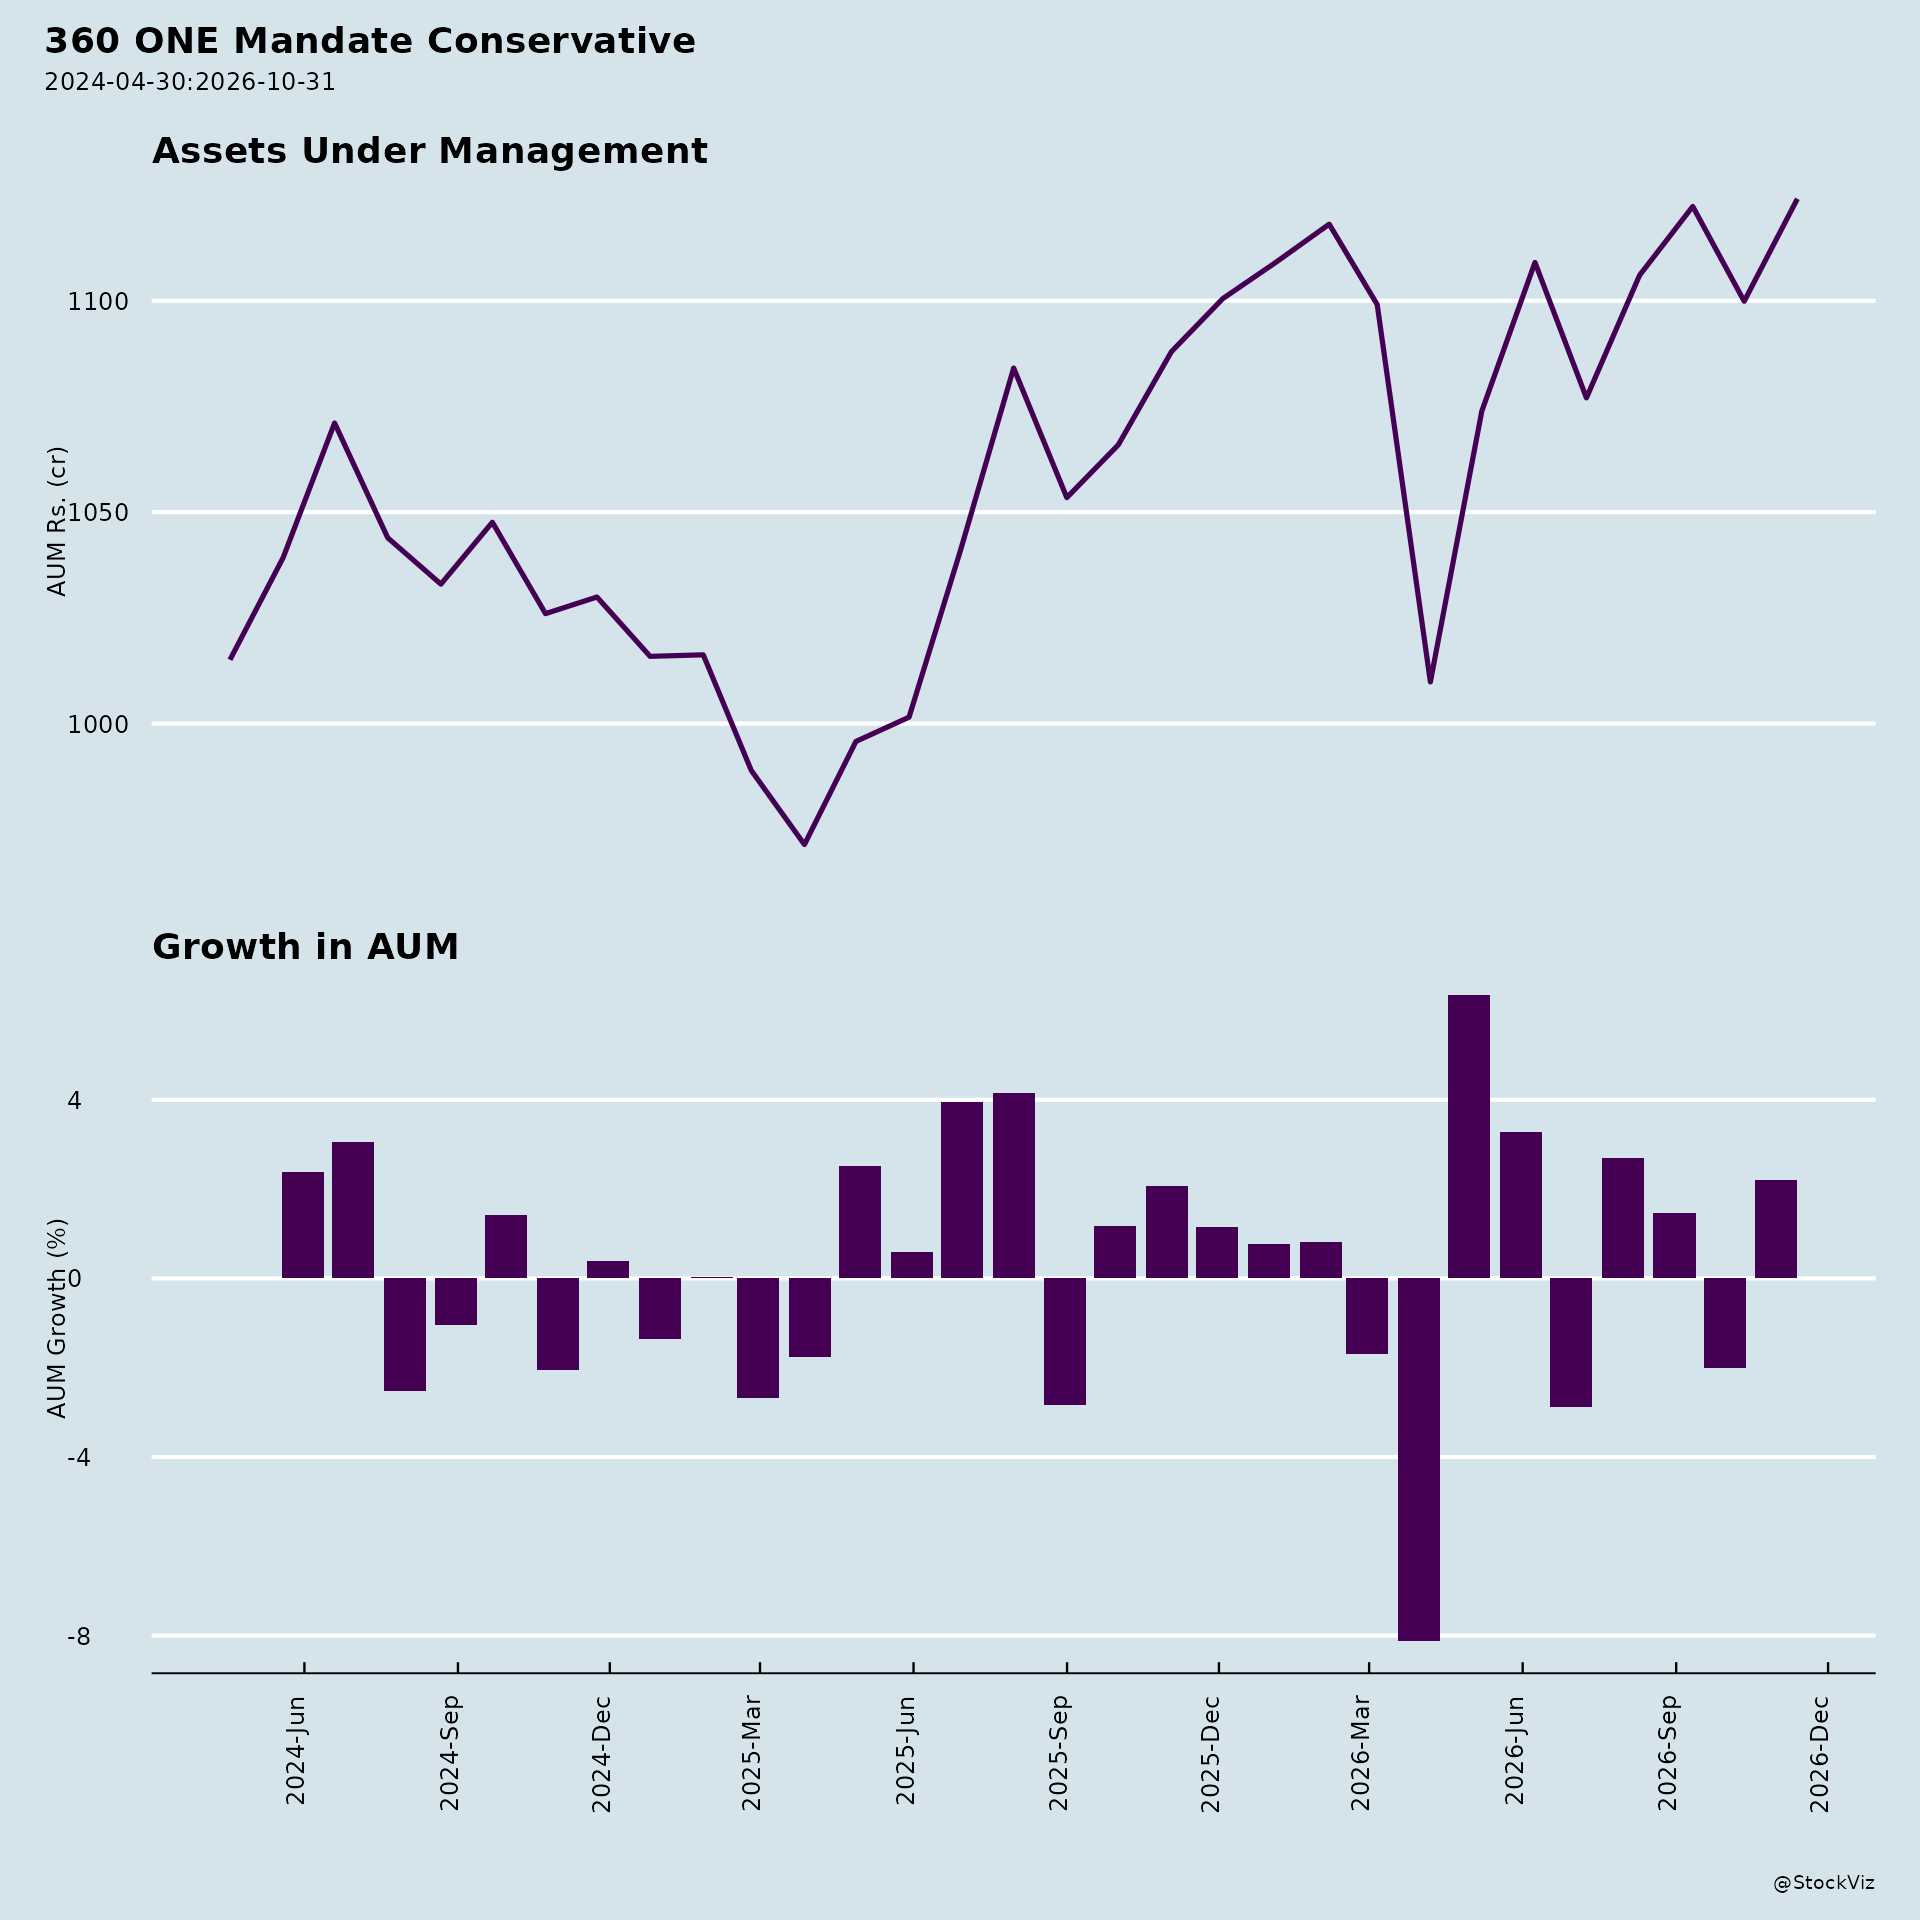 360 ONE Mandate Conservative
2024-04-30:2026-10-31
Assets Under Management
AUM Rs. (cr)
1100
1050
1000
Growth in AUM
AUM Growth (%)
4
0
-4
-8
2024-Jun
2024-Sep
2024-Dec
2025-Mar
2025-Jun
2025-Sep
2025-Dec
2026-Mar
2026-Jun
2026-Sep
2026-Dec
@StockViz